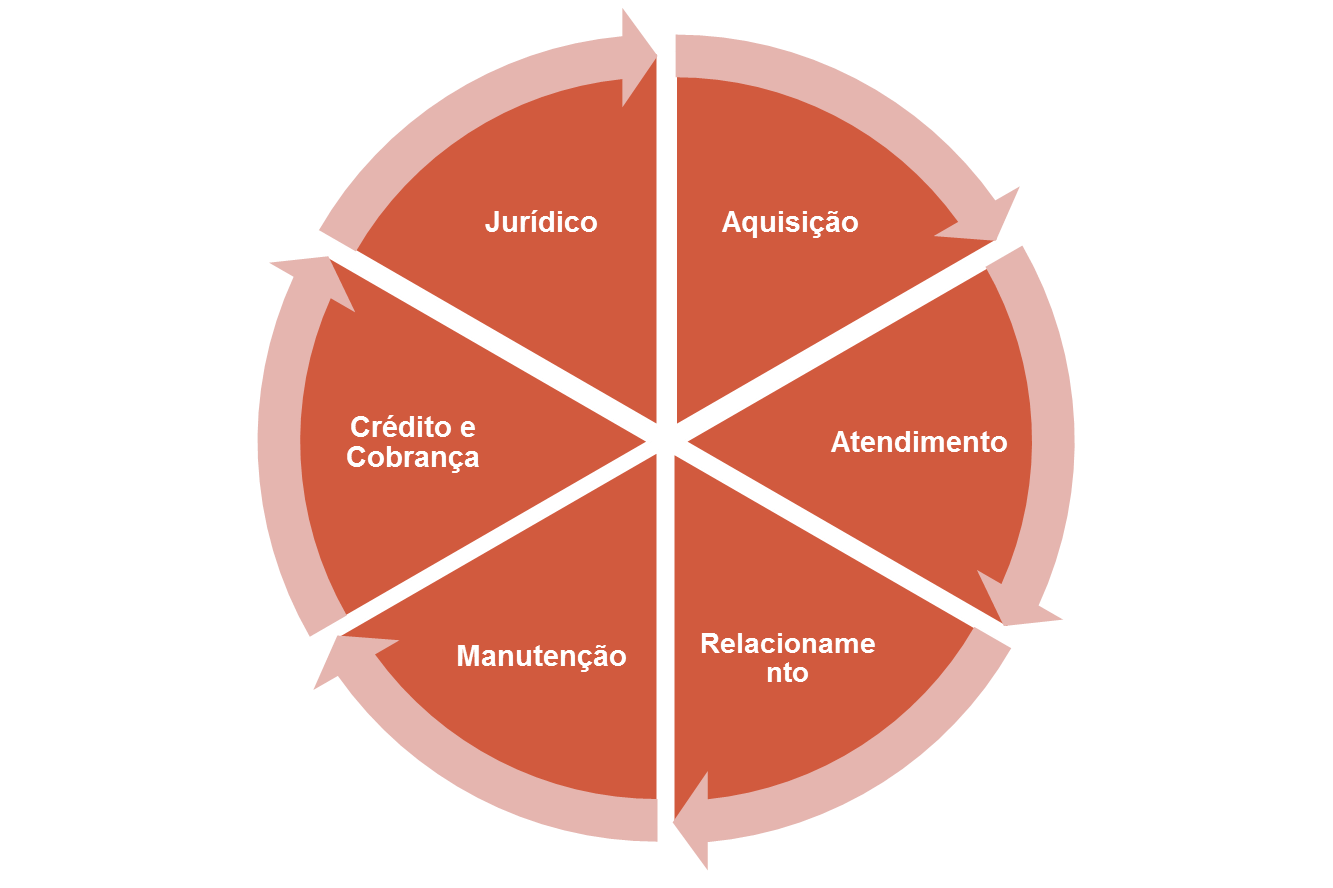 Jurídico
Aquisição
Crédito e
Cobrança
Atendimento
Manutenção
Relacioname
nto